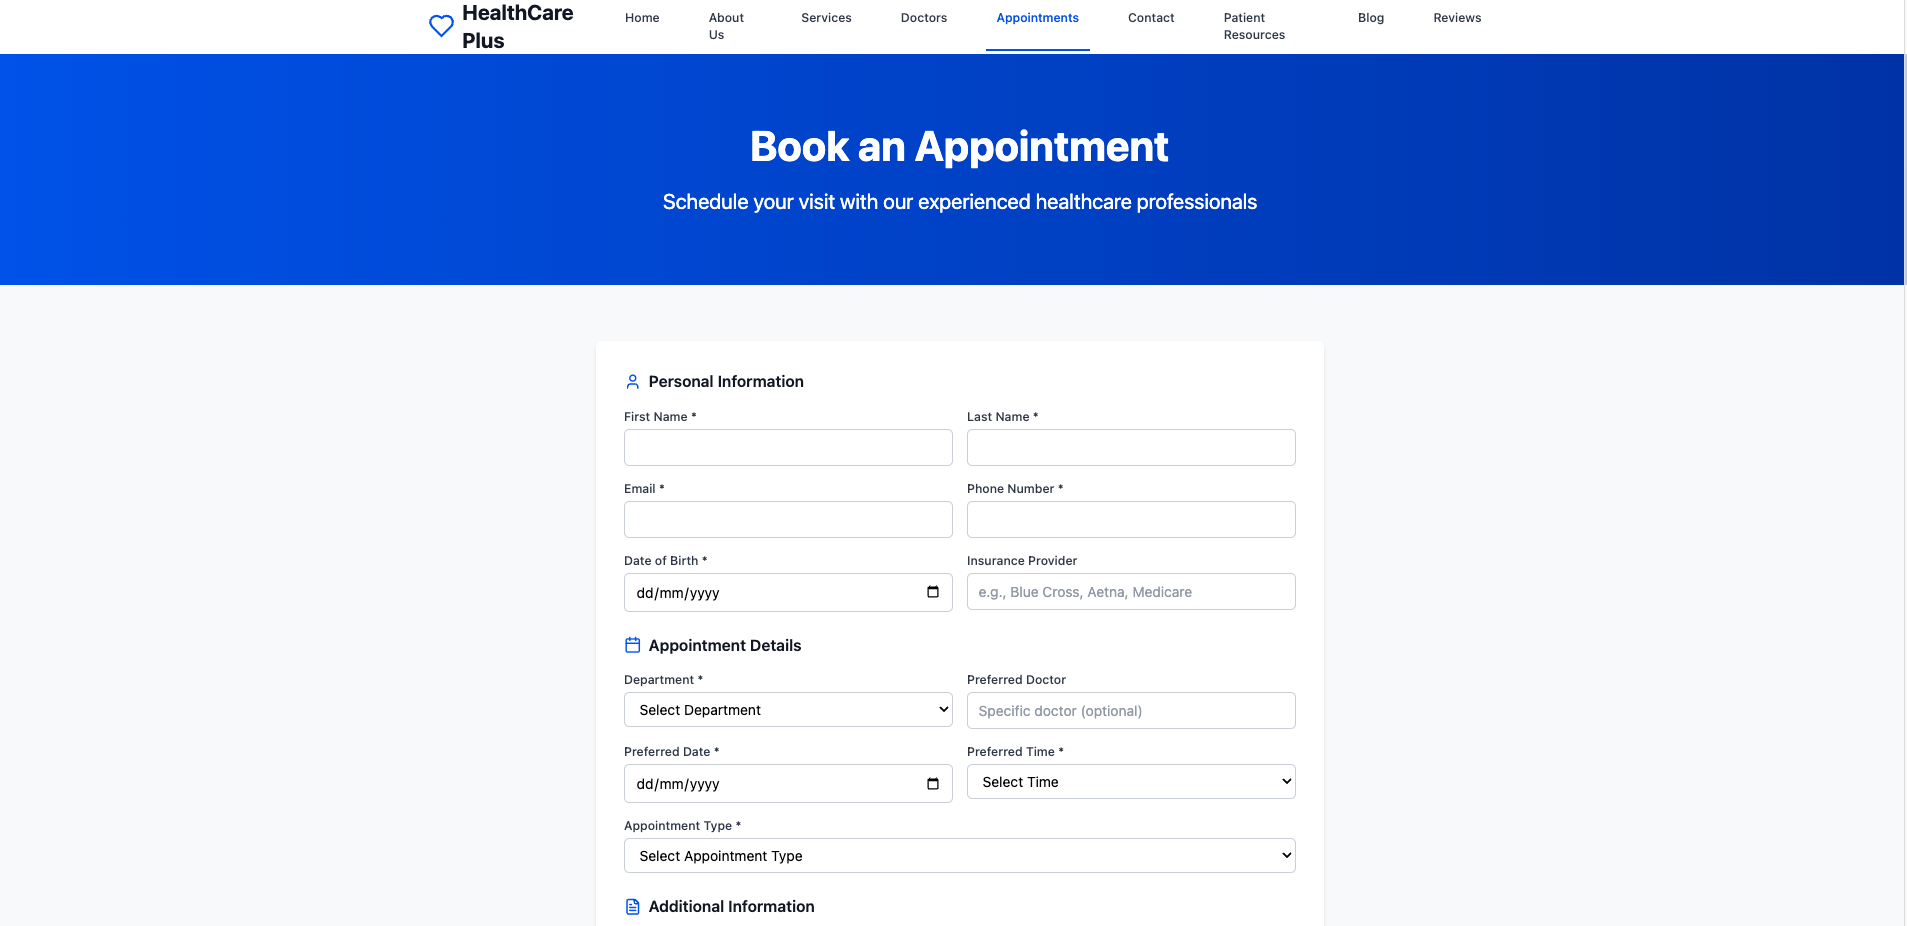 HealthCare
Plus
Home
About
Us
Services
Doctors
Appointments
Contact
Patient
Resources
Blog
Reviews
Book an Appointment
Schedule your visit with our experienced healthcare professionals
Personal Information
First Name *
Last Name *
Email *
Phone Number *
Date of Birth *
Insurance Provider
dd/mm/yyyy
e.g., Blue Cross, Aetna, Medicare
Appointment Details
Department *
Preferred Doctor
Select Department
Specific doctor (optional)
Preferred Date *
Preferred Time *
dd/mm/yyyy
Select Time
Appointment Type *
Select Appointment Type
Additional Information